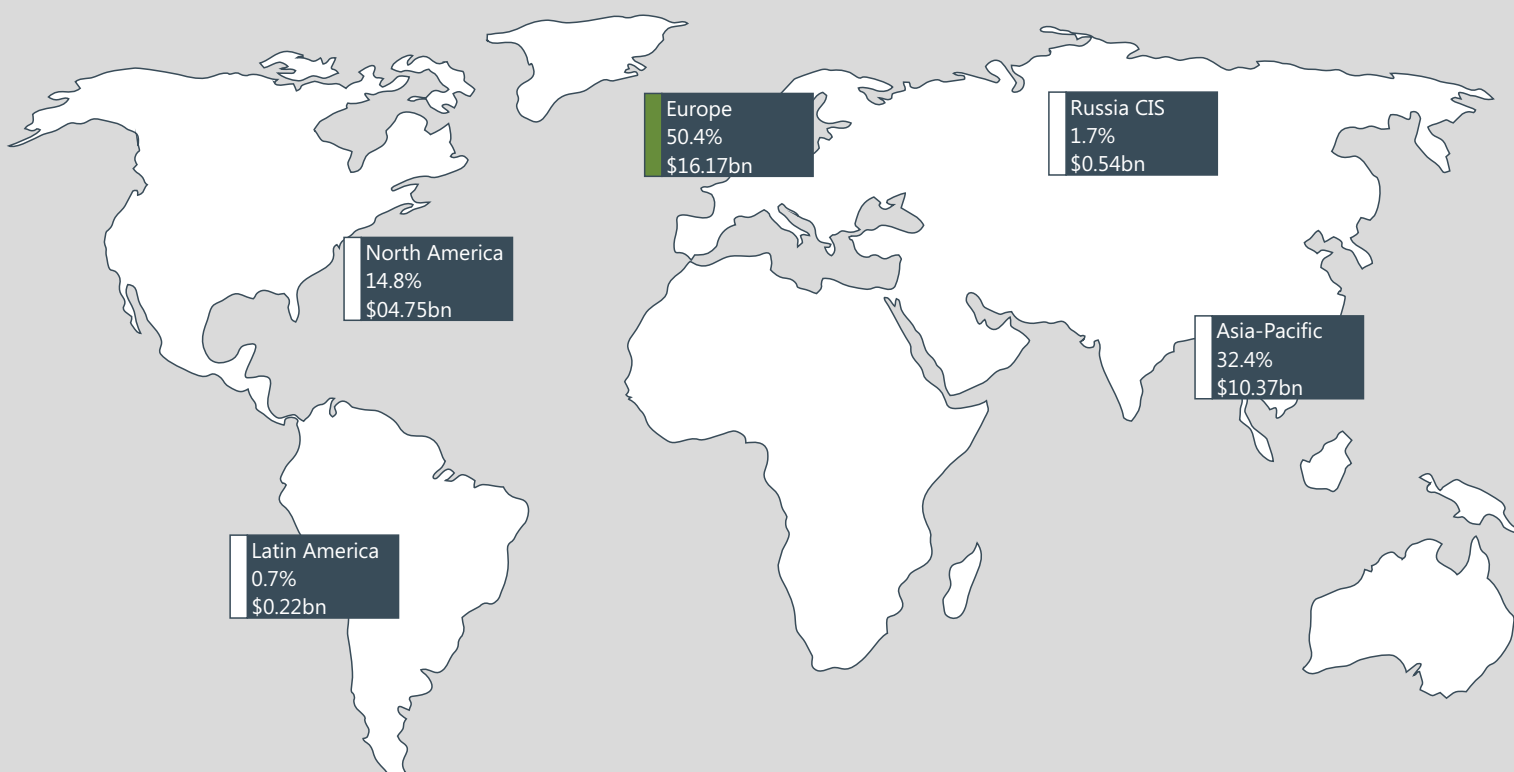 Europe
50.4%
$16.17bn
Russia CIS
1.7%
$0.54bn
North America
14.8%
$04.75bn
Asia-Pacific
32.4%
$10.37bn
Latin America
0.7%
$0.22bn